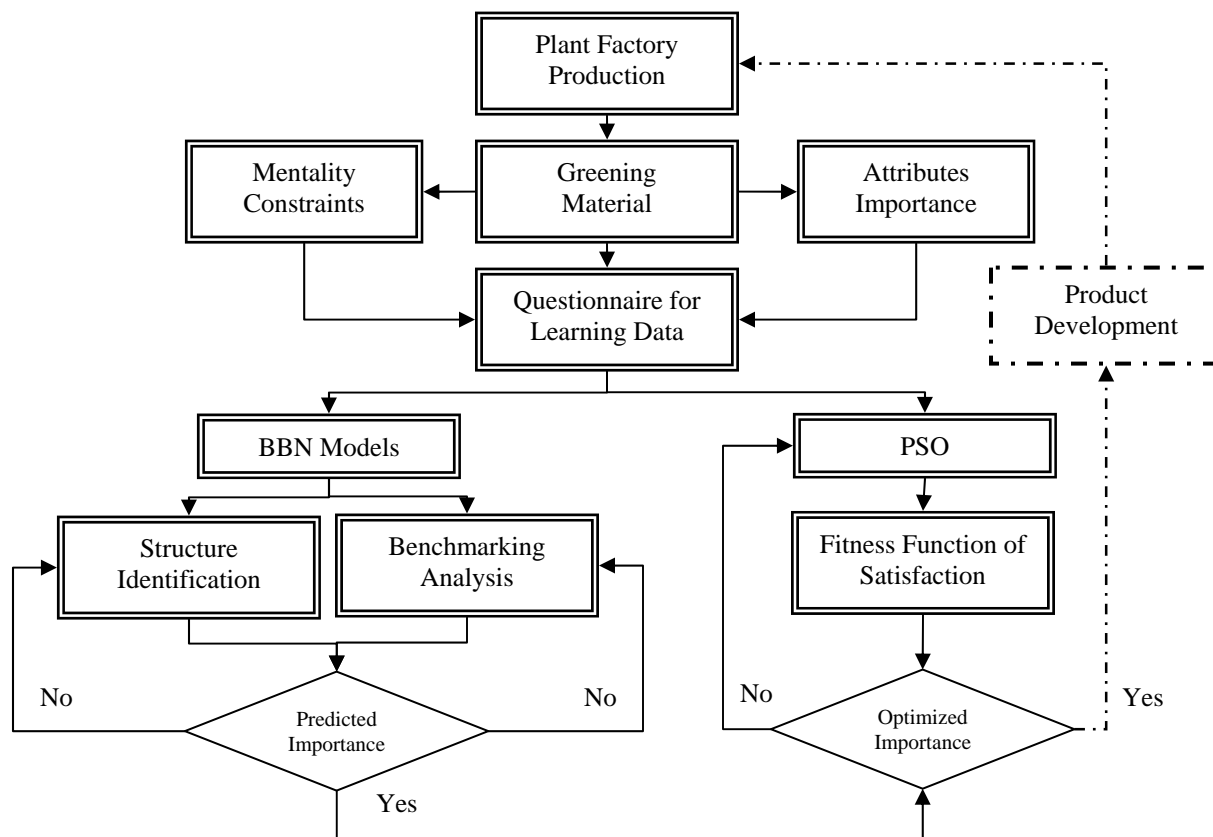 Plant Factory
Production
Mentality
Constraints
Greening
Material
Attributes
Importance
Questionnaire for
Learning Data
Product
Development
BBN Models
PSO
Structure
Identification
Benchmarking
Analysis
Fitness Function of
Satisfaction
No
Predicted
Importance
No
No
Optimized
Importance
Yes
Yes